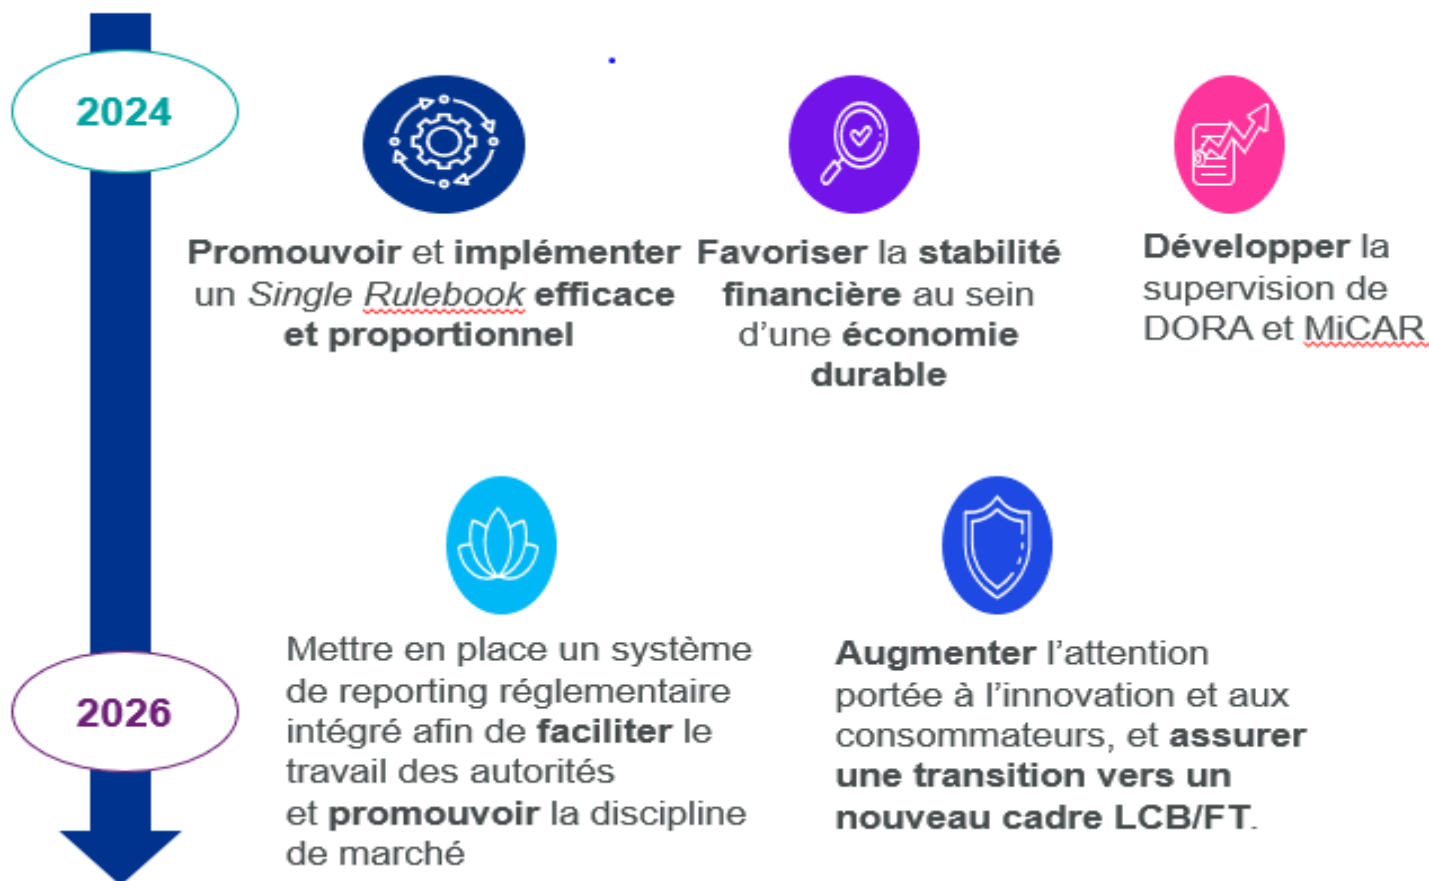 2024
Promouvoir et implémenter
un Single Rulebook efficace
et proportionnel
Favoriser la stabilité
financière au sein
d’une économie
durable
Développer la
supervision de
DORA et MiCAR
2026
Mettre en place un système
de reporting réglementaire
intégré afin de faciliter le
travail des autorités
et promouvoir la discipline
de marché
Augmenter l’attention
portée à l’innovation et aux
consommateurs, et assurer
une transition vers un
nouveau cadre LCB/FT.